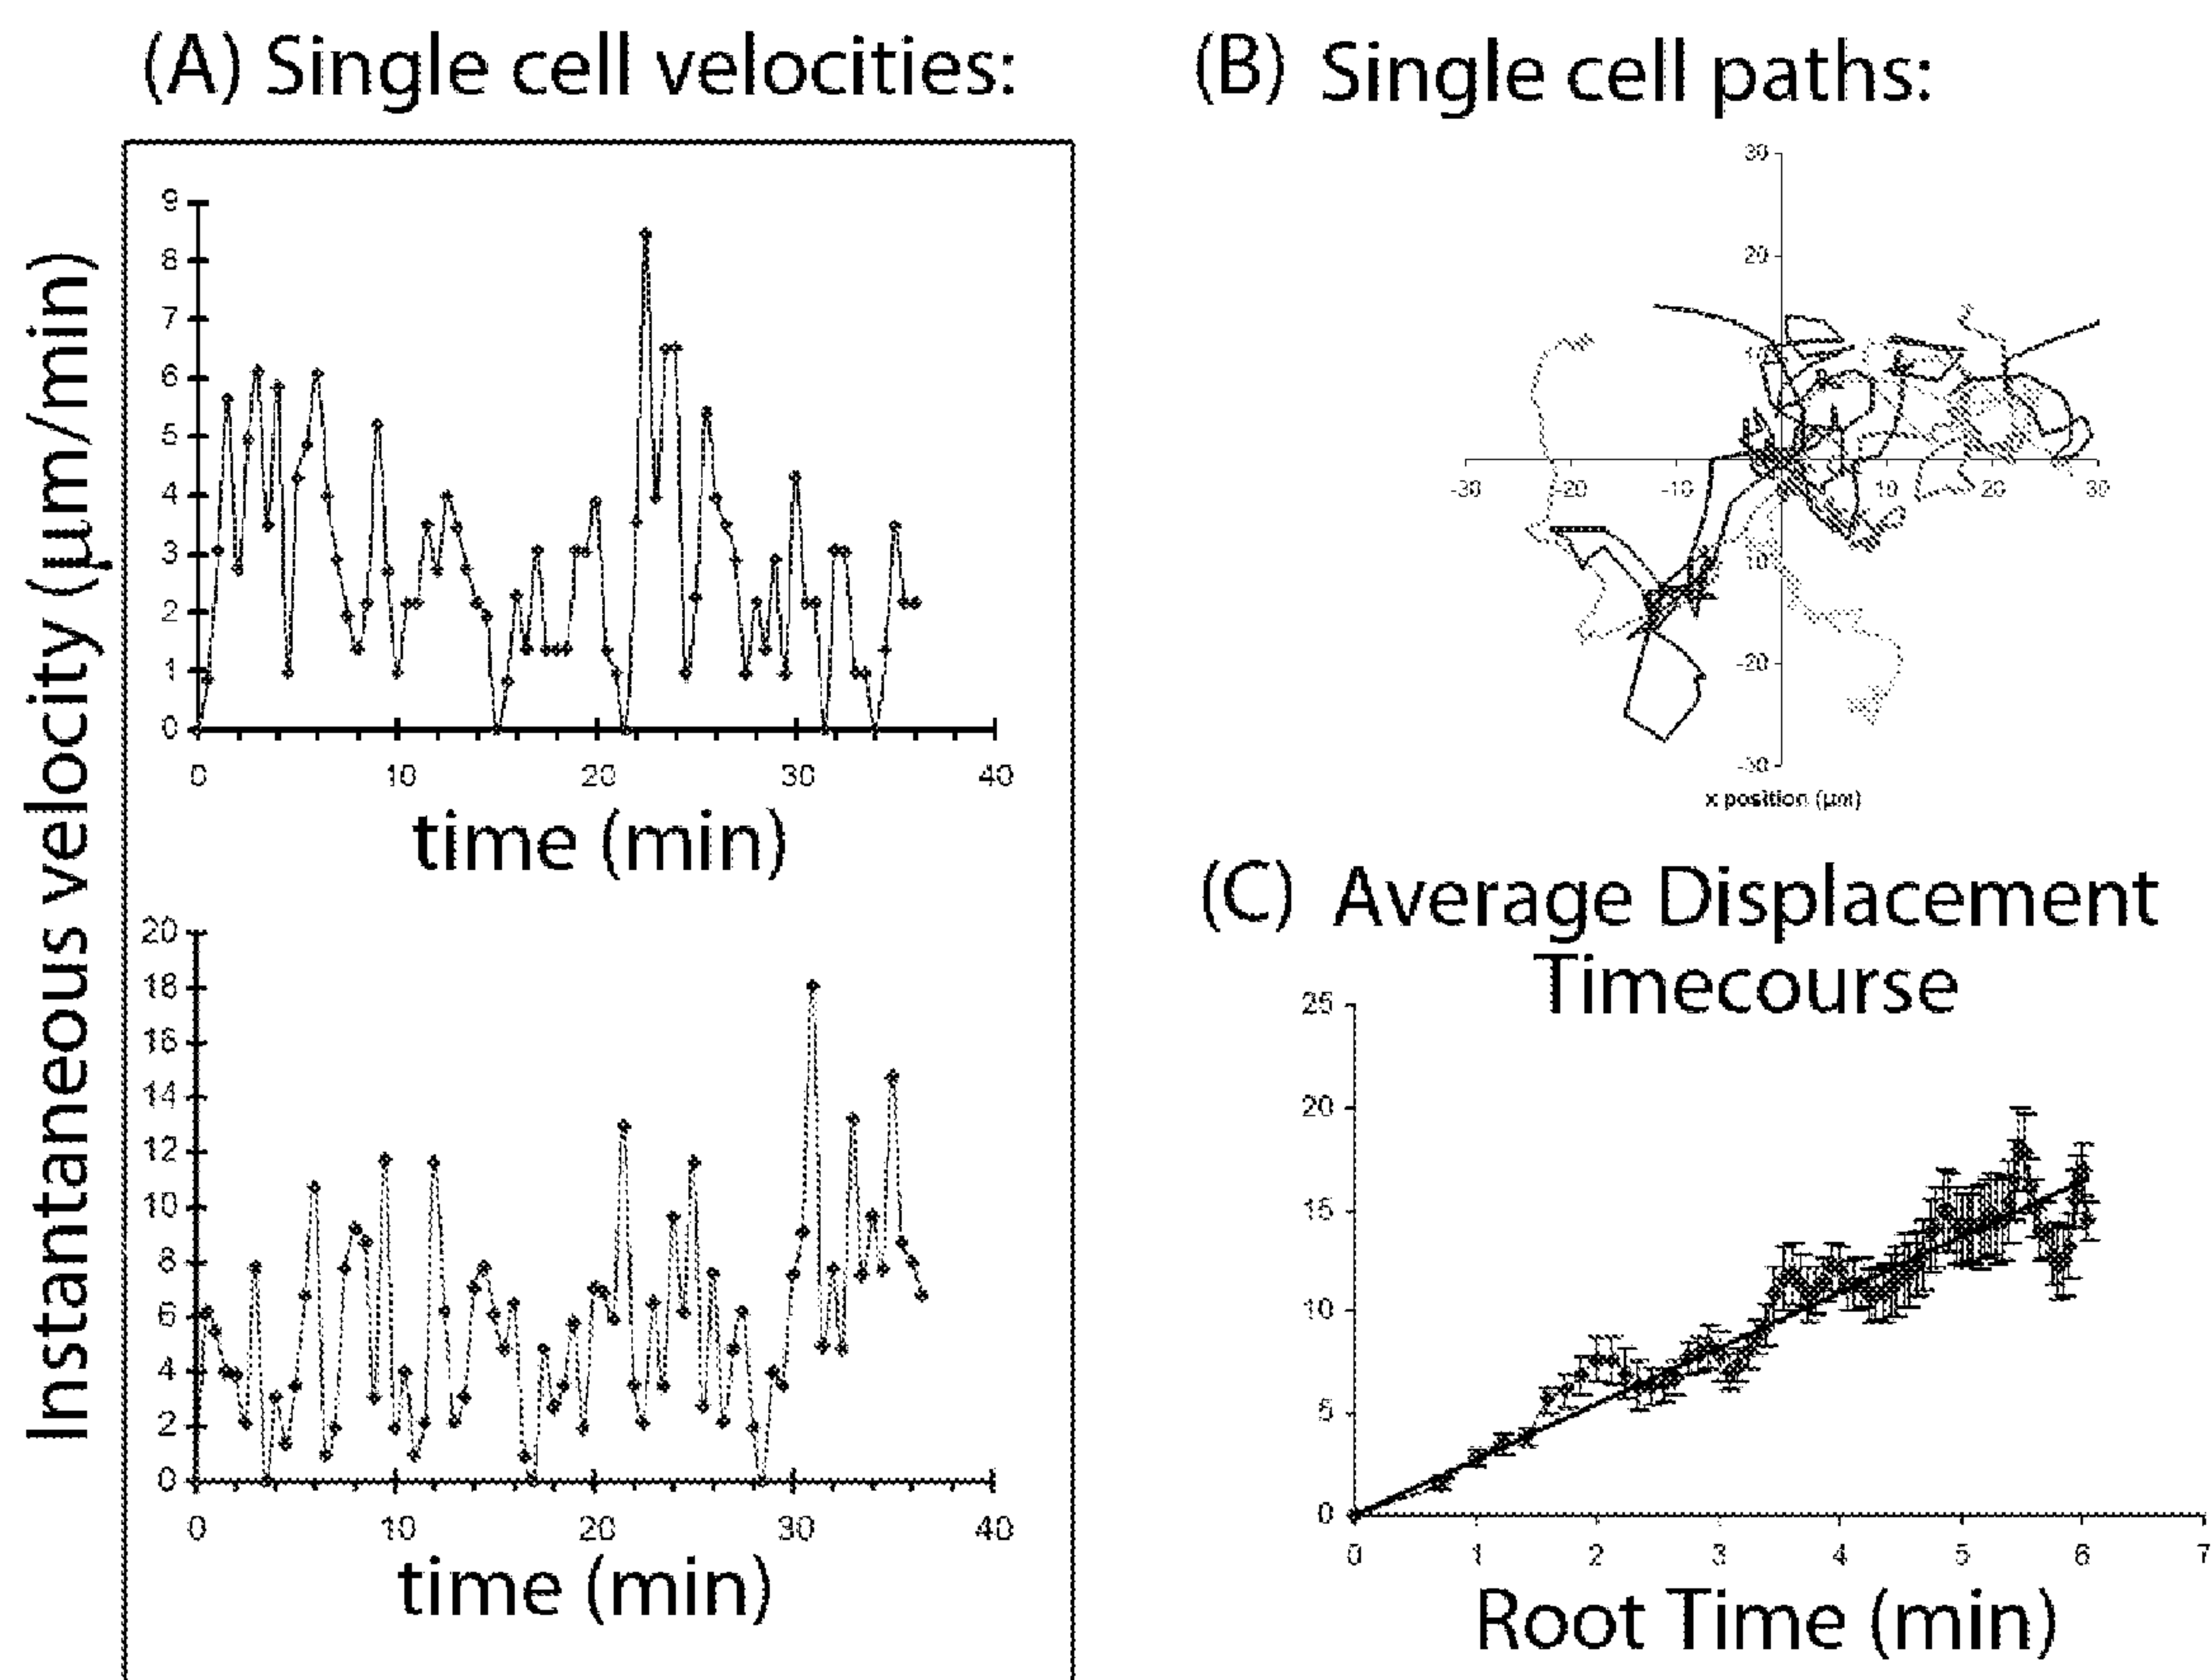 (A) Single cell velocities:
Instantaneous velocity (µm/min)
9
8
7
6
5
4
3
2
1
0
0 10 20 30 40
time (min)
20
18
16
14
12
10
8
6
4
2
0
0 10 20 30 40
time (min)
(B) Single cell paths:
30
20
10
-30 -20 -10 10 20 30
10
-20
-30
x position (µm)
(C) Average Displacement
Timecourse
25
20
15
10
5
0
0 1 2 3 4 5 6 7
Root Time (min)